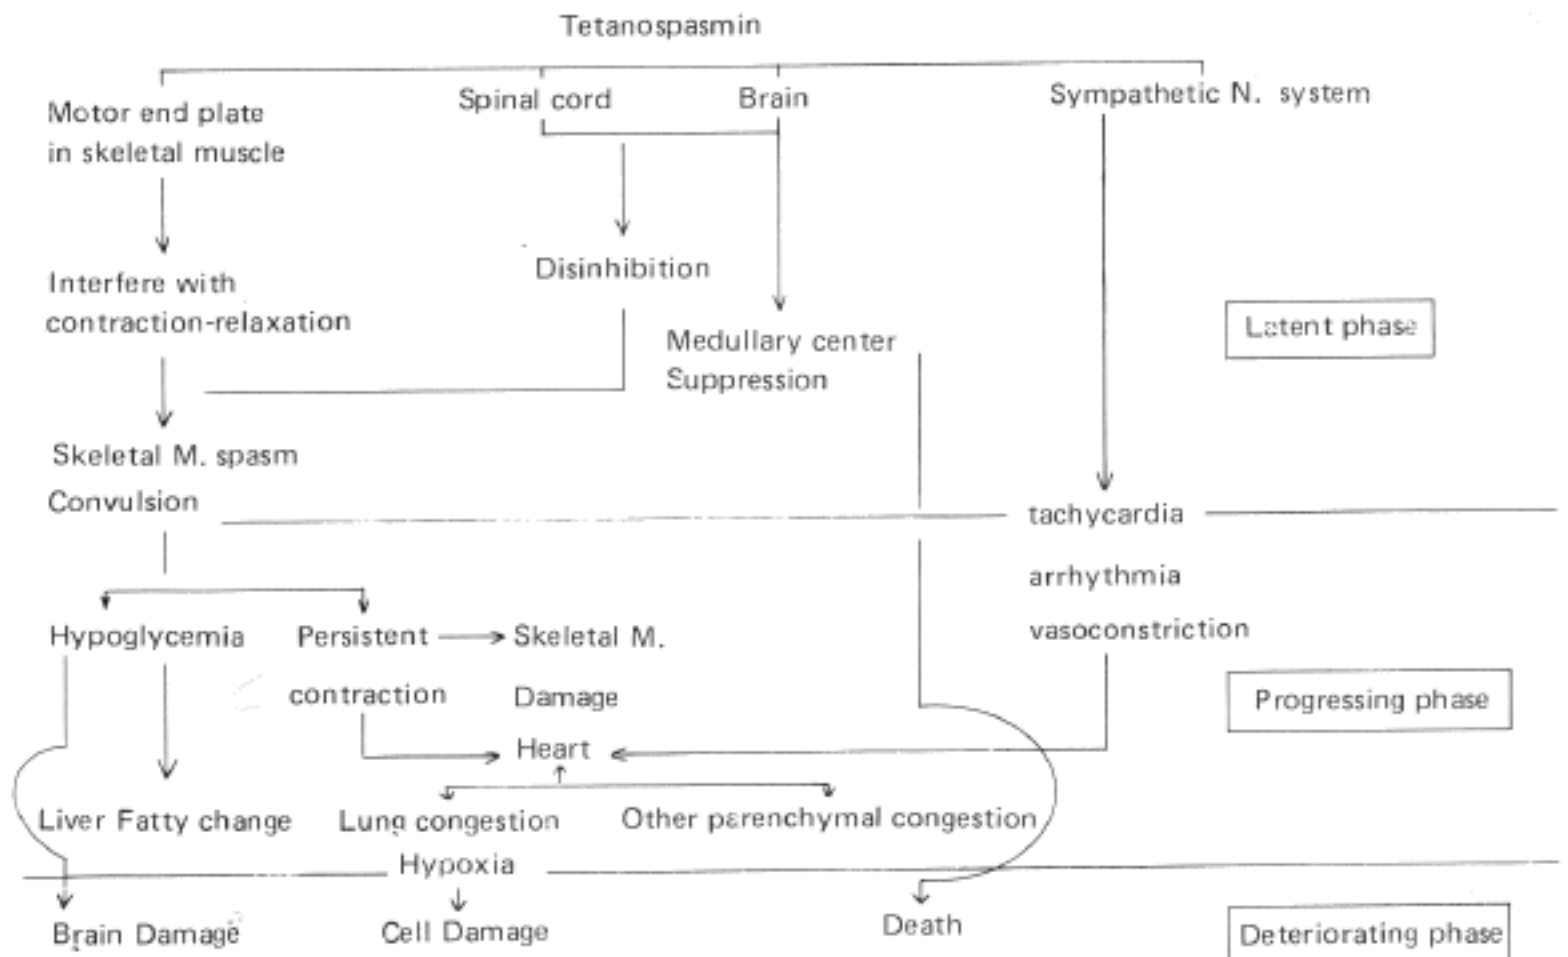 Tetanospasmin
Motor end plate
in skeletal muscle
Spinal cord
Brain
Sympathetic N. system
Interfere with
contraction-relaxation
Disinhibition
Medullary center
Suppression
Latent phase
Skeletal M. spasm
Convulsion
tachycardia
arrhythmia
vasoconstriction
Hypoglycemia
Persistent
contraction
Skeletal M.
Damage
Heart
Progressing phase
Liver Fatty change
Lung congestion
Other parenchymal congestion
Hypoxia
Brain Damage
Cell Damage
Death
Deteriorating phase